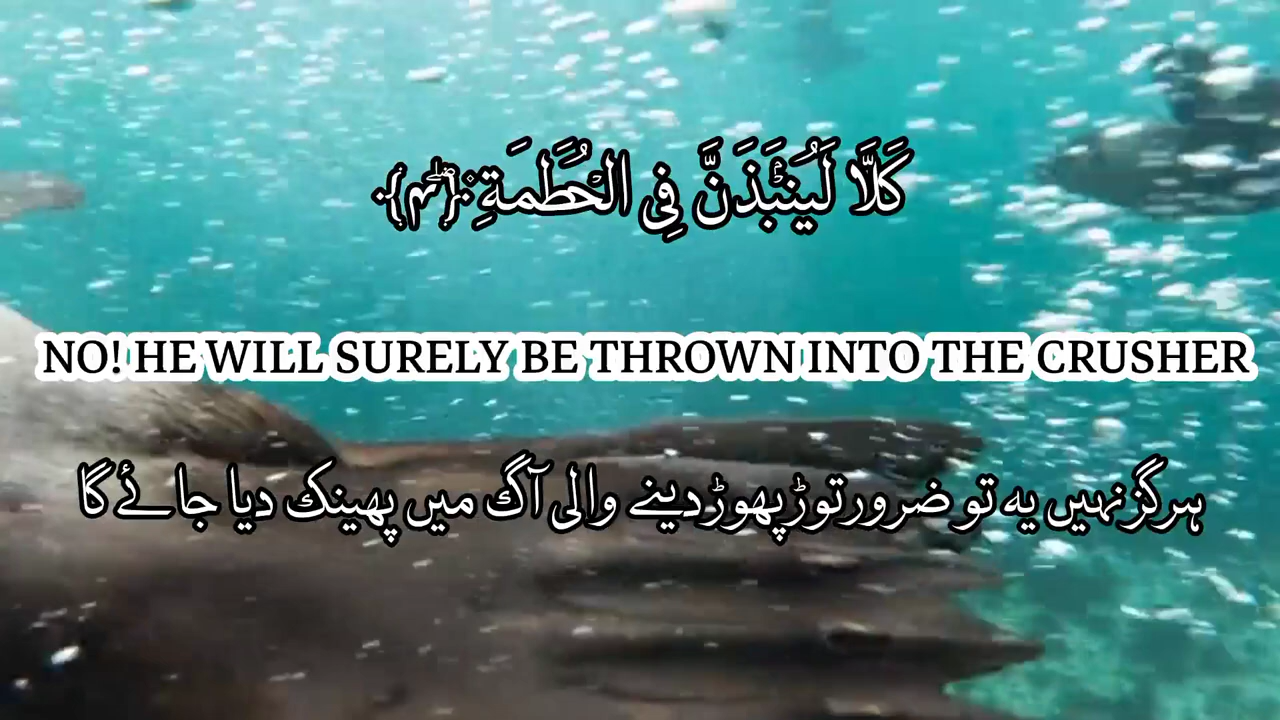 كَلَّا لَيُنۢبَذَنَّ فِى الۡحُطَمَةِ ۖ ﴿۴﴾
NO! HE WILL SURELY BE THROWN INTO THE CRUSHER
ہرگز نہیں یہ تو ضرور توڑ پھوڑ دینے والی آگ میں پھینک دیا جائے گا